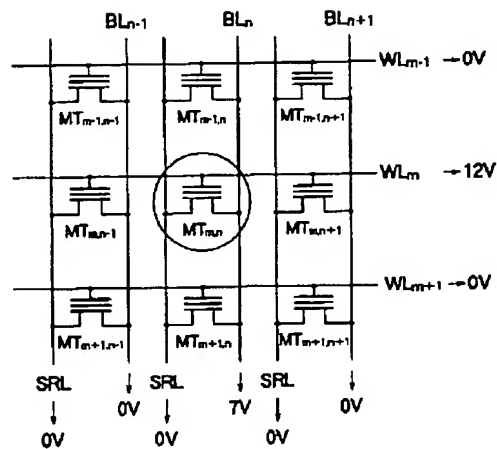 BLn-1 BLn BLn+1
WLm-1 →0V
MTm-1,n-1 MTm-1,n MTm-1,n+1
WLm →12V
MTm,n-1 MTm,n MTm,n+1
WLm+1 →0V
MTm+1,n-1 MTm+1,n MTm+1,n+1
SRL SRL SRL
0V 7V 0V
0V 0V 0V